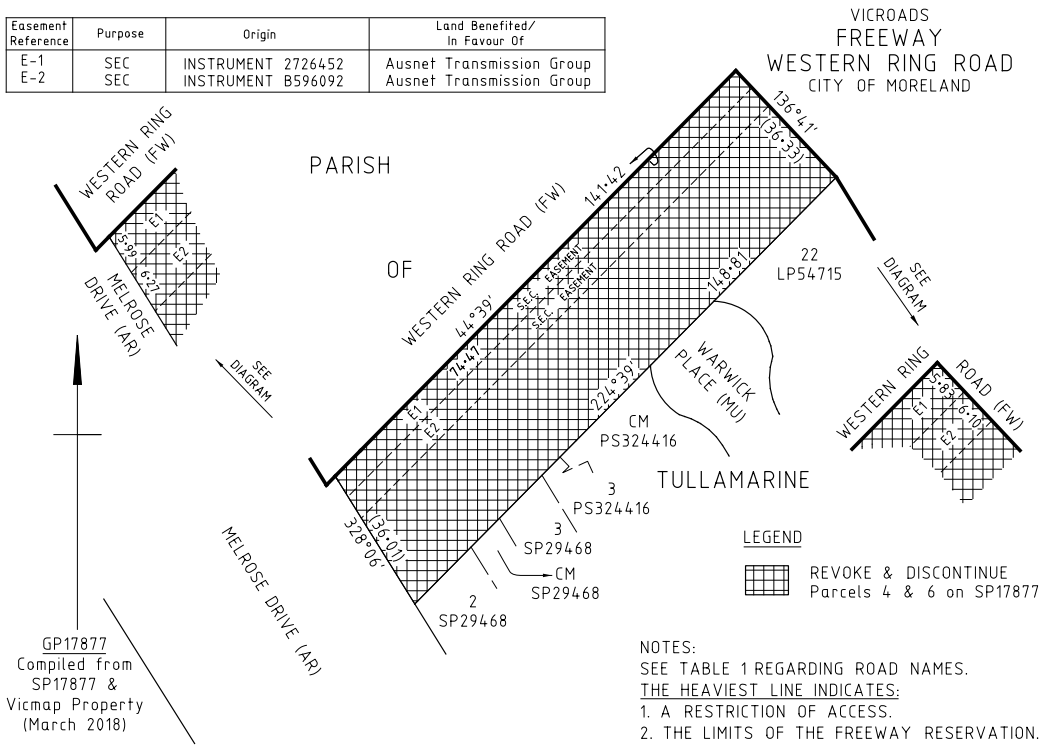 Easement Reference
Purpose
Origin
Land Benefited/ In Favour Of
E-1 SEC INSTRUMENT 2726452 Ausnet Transmission Group
E-2 SEC INSTRUMENT B596092 Ausnet Transmission Group
VICROADS
FREEWAY
WESTERN RING ROAD
CITY OF MORELAND
WESTERN RING
ROAD (FW)
E1
E2
5·99
6·27
MELROSE
DRIVE (AR)
SEE
DIAGRAM
PARISH
OF
TULLAMARINE
WESTERN RING ROAD (FW)
141·42
44°39'
74·47
S.E.C. EASEMENT
S.E.C. EASEMENT
E1
E2
136°41'
(36·33)
148·81
224°39'
(36·01)
328°06'
22
LP54715
SEE
DIAGRAM
WARWICK
PLACE (MU)
CM
PS324416
3
PS324416
3
SP29468
CM
SP29468
2
SP29468
MELROSE DRIVE (AR)
WESTERN RING
ROAD (FW)
5·83
6·10
E1
E2
LEGEND
REVOKE & DISCONTINUE
Parcels 4 & 6 on SP17877
GP17877
Compiled from
SP17877 &
Vicmap Property
(March 2018)
NOTES:
SEE TABLE 1 REGARDING ROAD NAMES.
THE HEAVIEST LINE INDICATES:
1. A RESTRICTION OF ACCESS.
2. THE LIMITS OF THE FREEWAY RESERVATION.